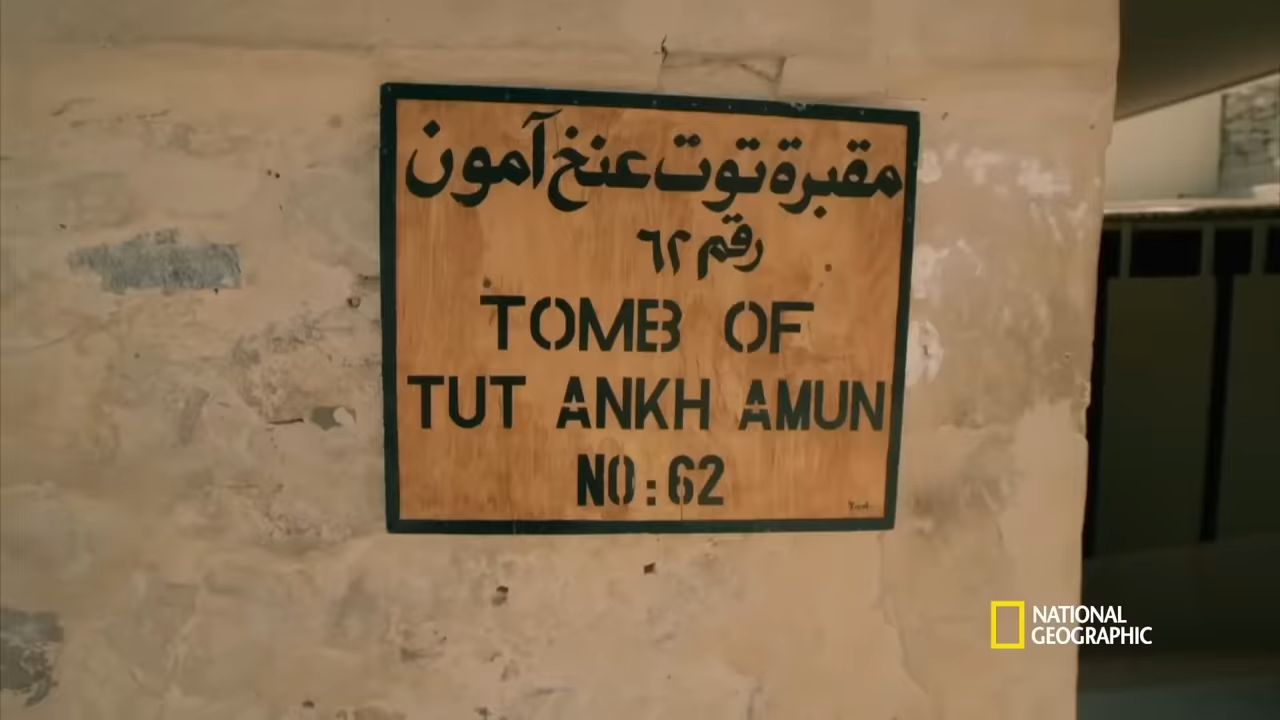 مقبرة توت عنخ آمون
رقم ٦٢
TOMB OF
TUT ANKH AMUN
NO: 62
NATIONAL
GEOGRAPHIC